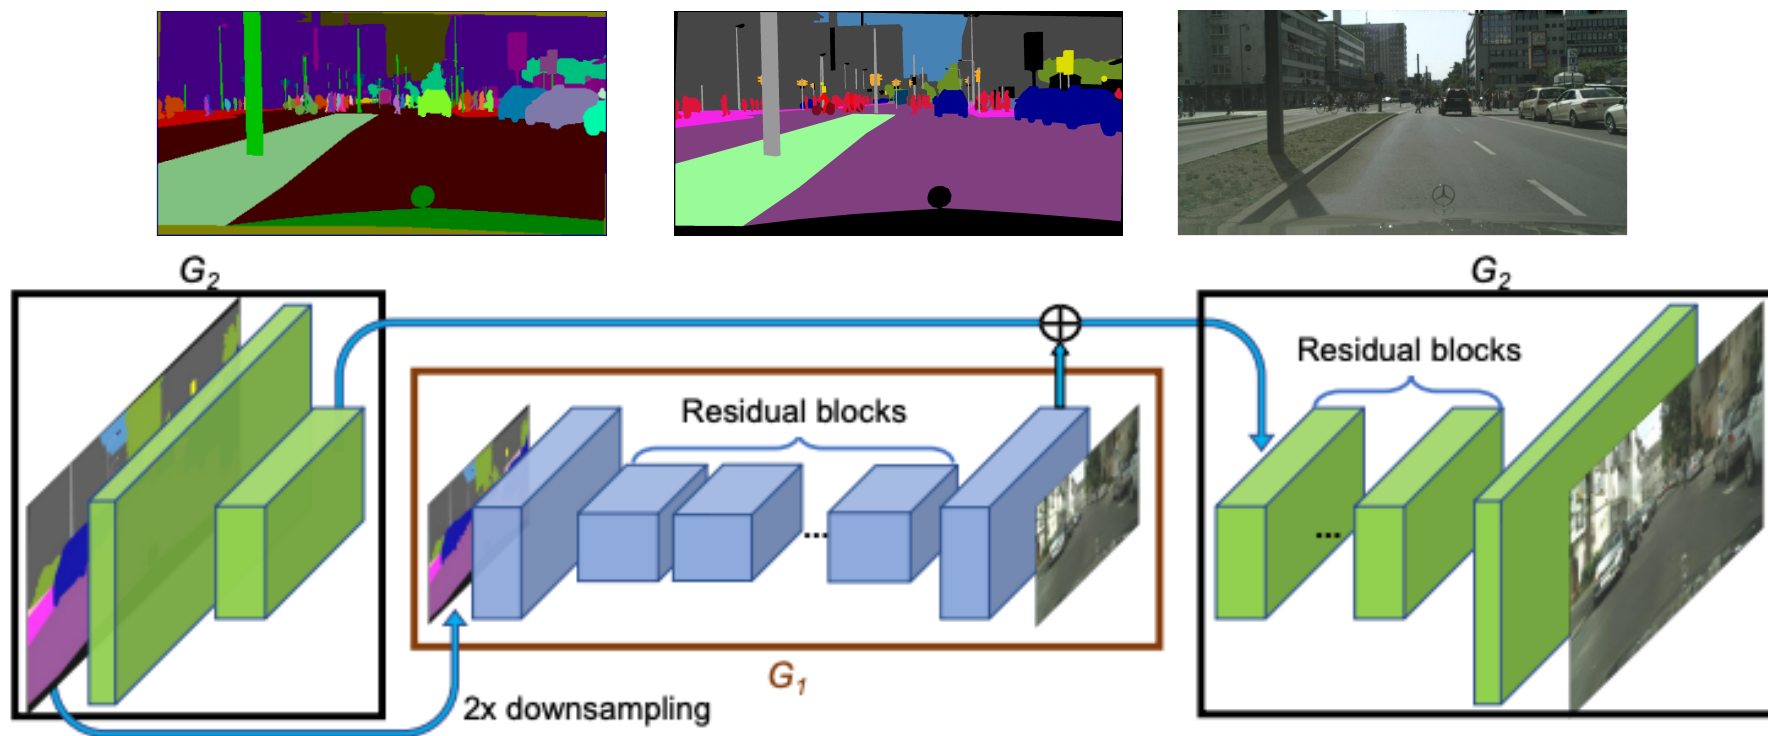 G2
G2
Residual blocks
Residual blocks
...
...
G1
2x downsampling